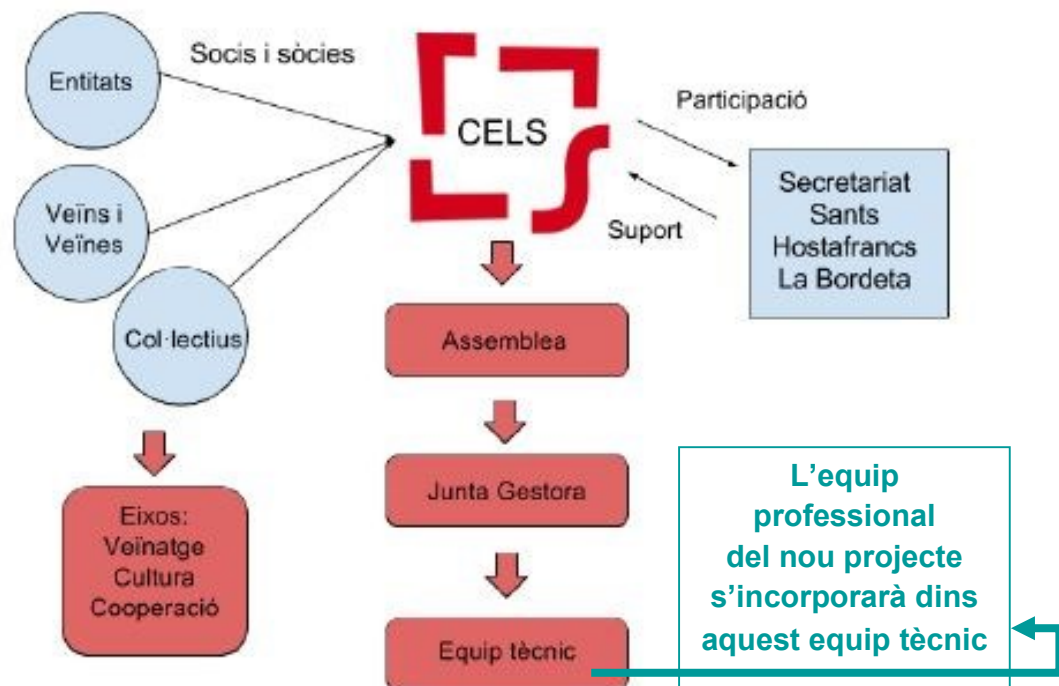 Socis i sòcies
Entitats
Veïns i
Veïnes
Col·lectius
CELS
Participació
Suport
Secretariat
Sants
Hostafrancs
La Bordeta
Assemblea
Junta Gestora
Equip tècnic
Eixos:
Veïnatge
Cultura
Cooperació
L’equip
professional
del nou projecte
s’incorporarà dins
aquest equip tècnic